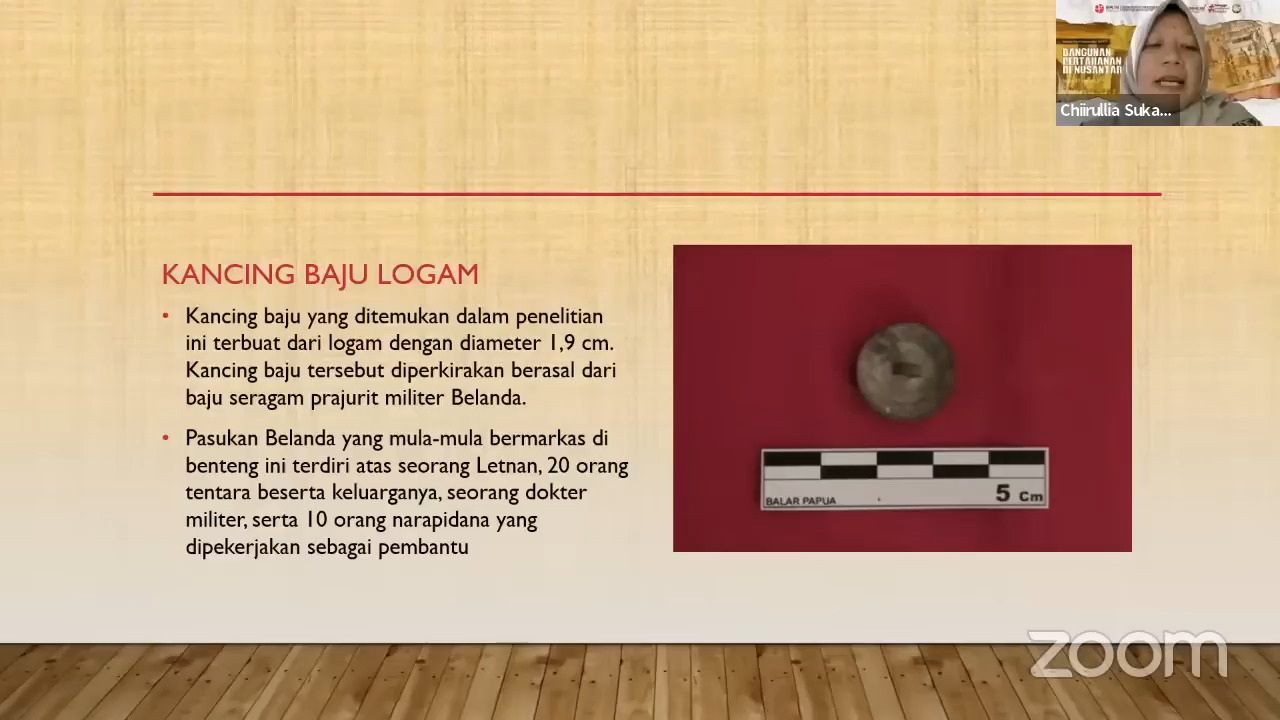 BANGUNAN
PERTAHANAN
DI NUSANTAR
Chiirullia Suka...
KANCING BAJU LOGAM
• Kancing baju yang ditemukan dalam penelitian
ini terbuat dari logam dengan diameter 1,9 cm.
Kancing baju tersebut diperkirakan berasal dari
baju seragam prajurit militer Belanda.
• Pasukan Belanda yang mula-mula bermarkas di
benteng ini terdiri atas seorang Letnan, 20 orang
tentara beserta keluarganya, seorang dokter
militer, serta 10 orang narapidana yang
dipekerjakan sebagai pembantu
BALAR PAPUA
5 Cm
zoom